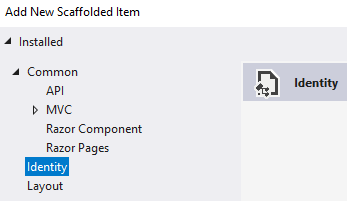 Add New Scaffolded Item
Installed
Common
API
MVC
Razor Component
Razor Pages
Identity
Layout
Identity